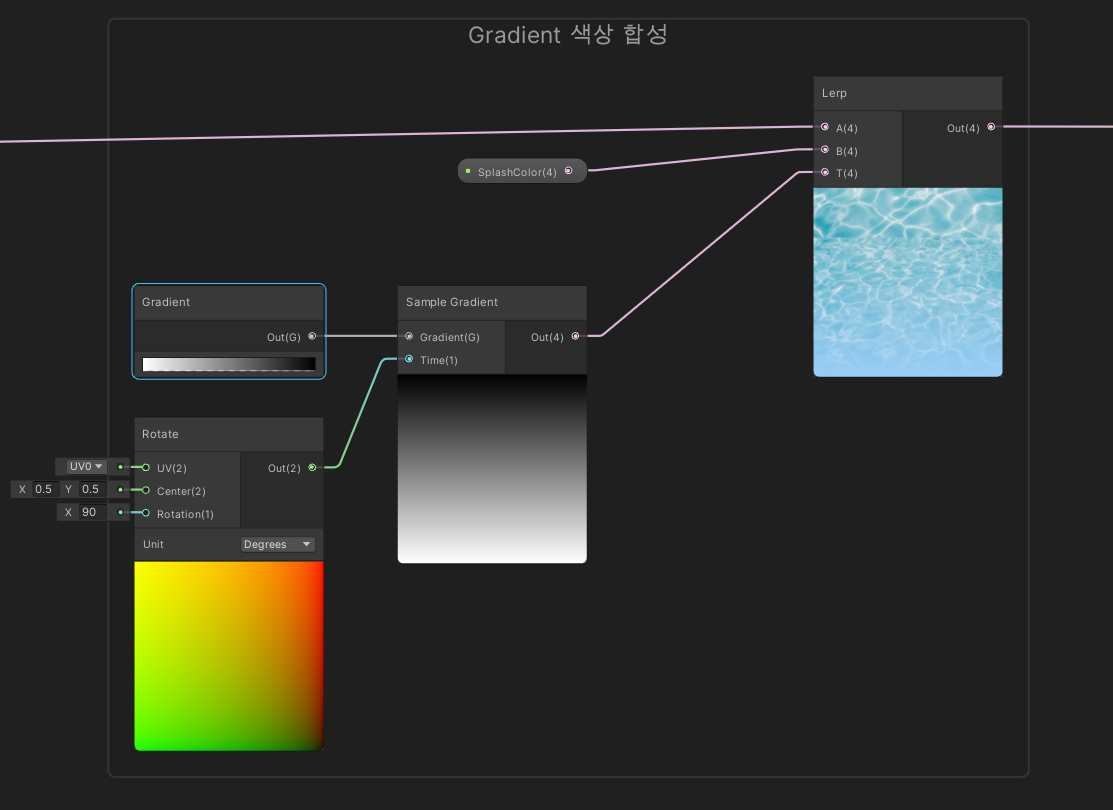 Gradient 색상 합성
Lerp
A(4)
Out(4)
B(4)
T(4)
SplashColor(4)
Gradient
Out(G)
Sample Gradient
Gradient(G)
Out(4)
Time(1)
Rotate
UV0
UV(2)
Out(2)
X 0.5 Y 0.5
Center(2)
X 90
Rotation(1)
Unit
Degrees